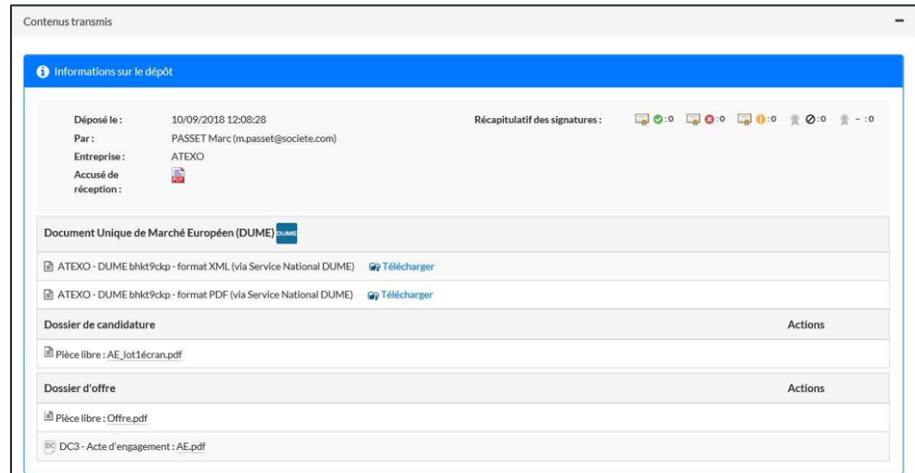 Contenus transmis
Informations sur le dépôt
Déposé le : 10/09/2018 12:08:28 Récapitulatif des signatures : :0 :0 :0 :0 - :0
Par : PASSET Marc (m.passet@societe.com)
Entreprise : ATEXO
Accusé de
réception :
PDF
Document Unique de Marché Européen (DUME) DUME
ATEXO - DUME bhkt9ckp - format XML (via Service National DUME) Télécharger
ATEXO - DUME bhkt9ckp - format PDF (via Service National DUME) Télécharger
Dossier de candidature Actions
Pièce libre : AE_lot1écran.pdf
Dossier d'offre Actions
Pièce libre : Offre.pdf
DC DC3 - Acte d'engagement : AE.pdf